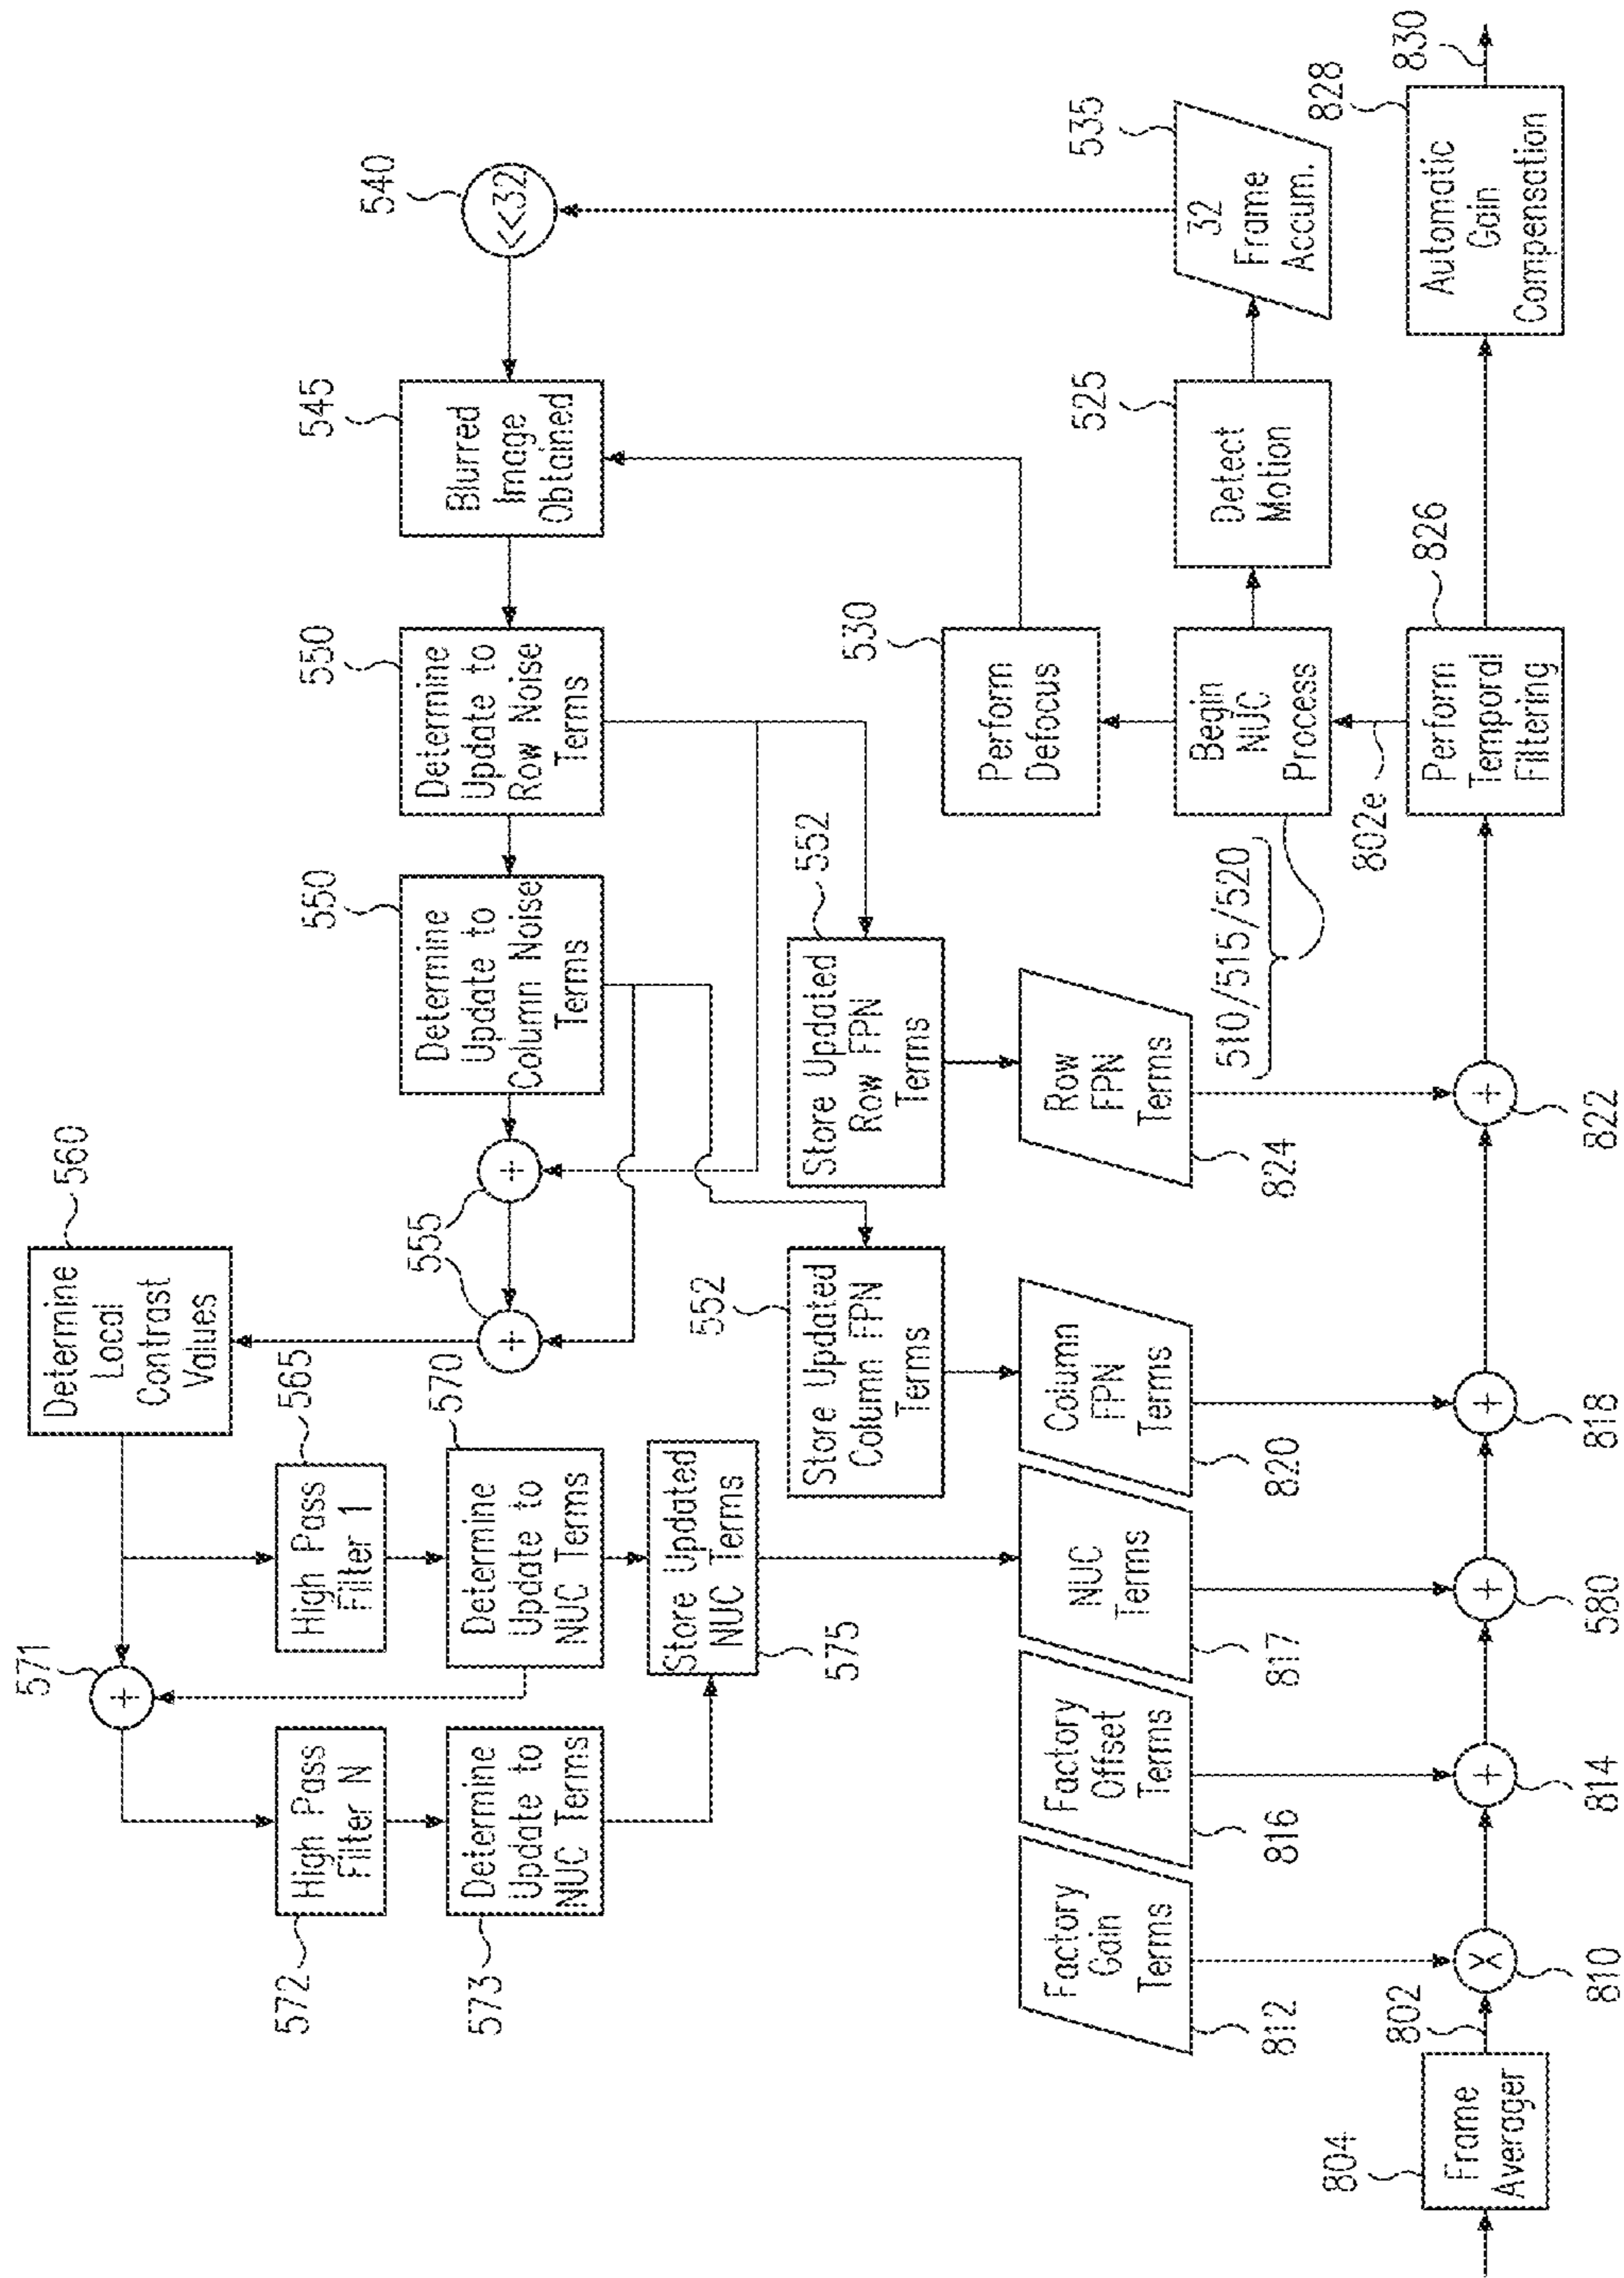 560
Determine
Local
Contrast
Values
571
High Pass
Filter N
572
High Pass
Filter 1
565
555
550
Determine
Update to
Column Noise
Terms
550
Determine
Update to
Row Noise
Terms
545
Blurred
Image
Obtained
540
<<32
Determine
Update to
NUC Terms
573
Determine
Update to
NUC Terms
570
Store Updated
NUC Terms
575
552
Store Updated
Column FPN
Terms
552
Store Updated
Row FPN
Terms
530
Perform
Defocus
Factory
Gain
Terms
812
Factory
Offset
Terms
816
NUC
Terms
817
Column
FPN
Terms
820
Row
FPN
Terms
824
510/515/520
Begin
NUC
Process
525
Detect
Motion
535
32
Frame
Accum.
802e
804
Frame
Averager
802
X
810
+
814
+
580
+
818
+
822
826
Perform
Temporal
Filtering
828
Automatic
Gain
Compensation
830
+
+
+